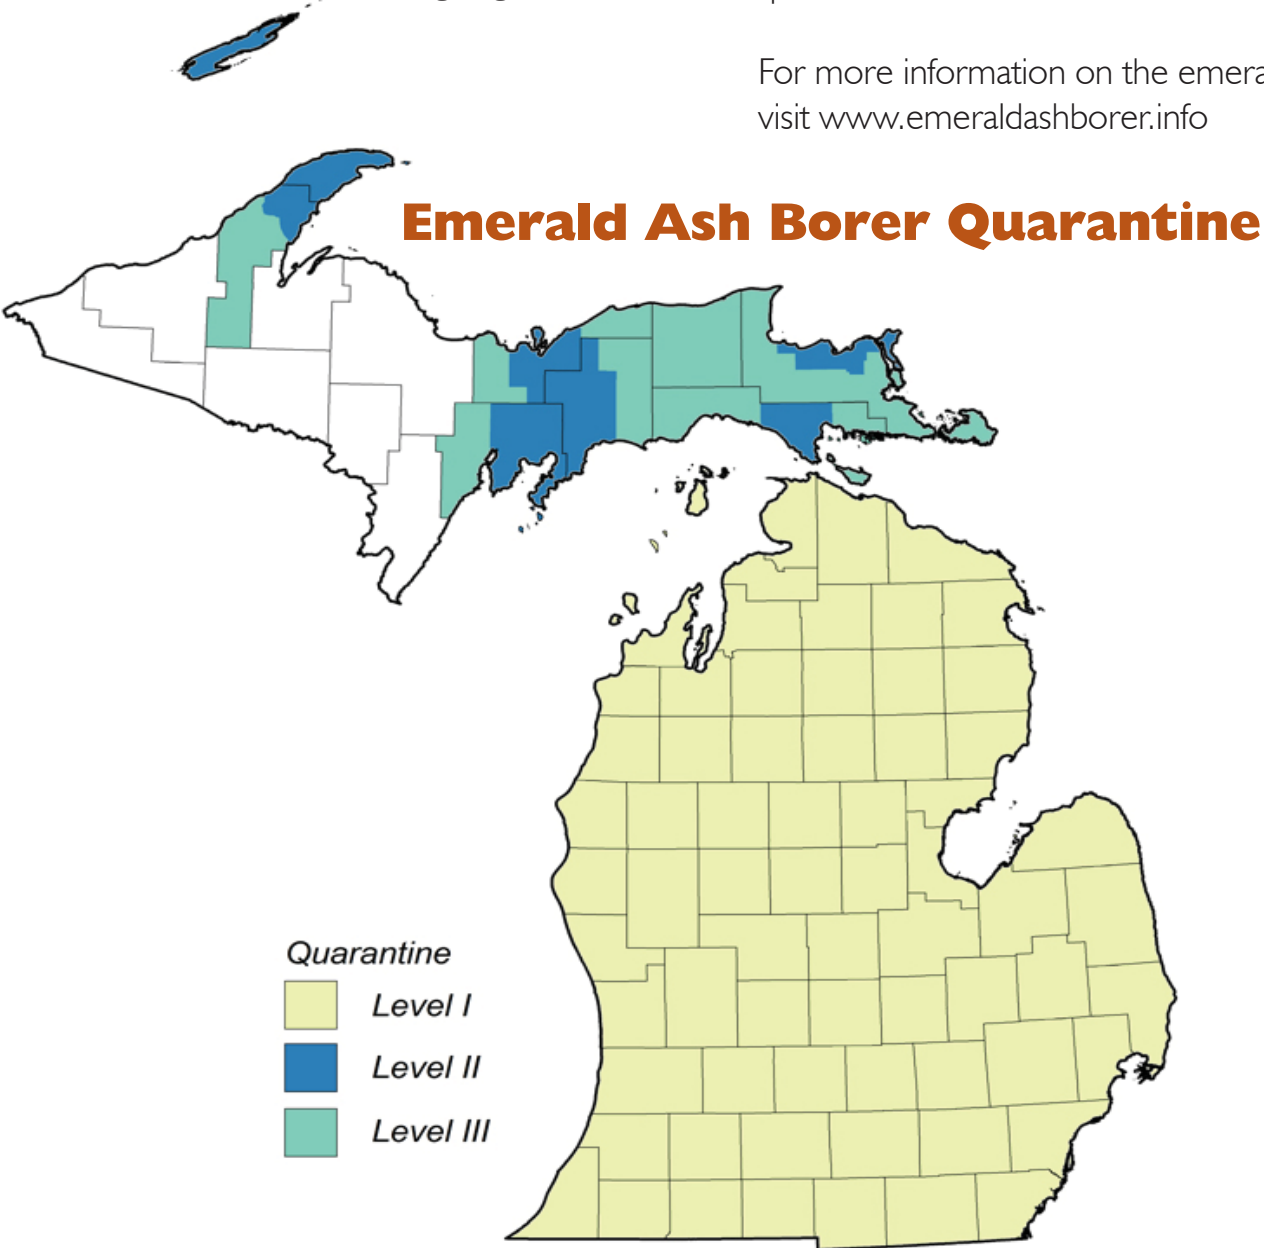 For more information on the emera
visit www.emeraldashborer.info
Emerald Ash Borer Quarantine
Quarantine
Level I
Level II
Level III